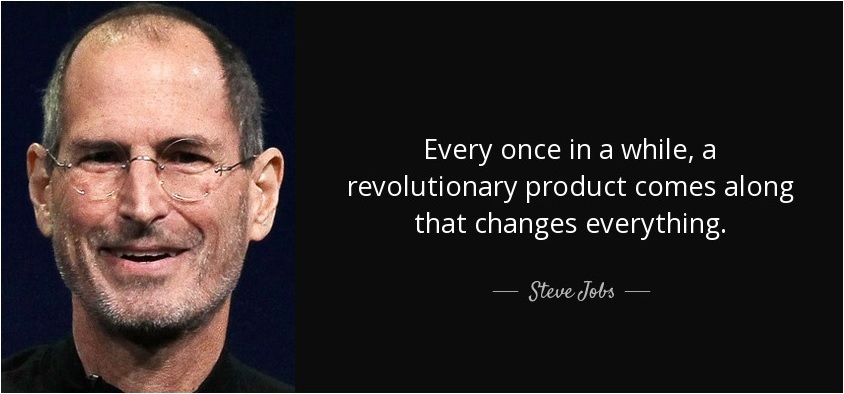 Every once in a while, a
revolutionary product comes along
that changes everything.
Steve Jobs